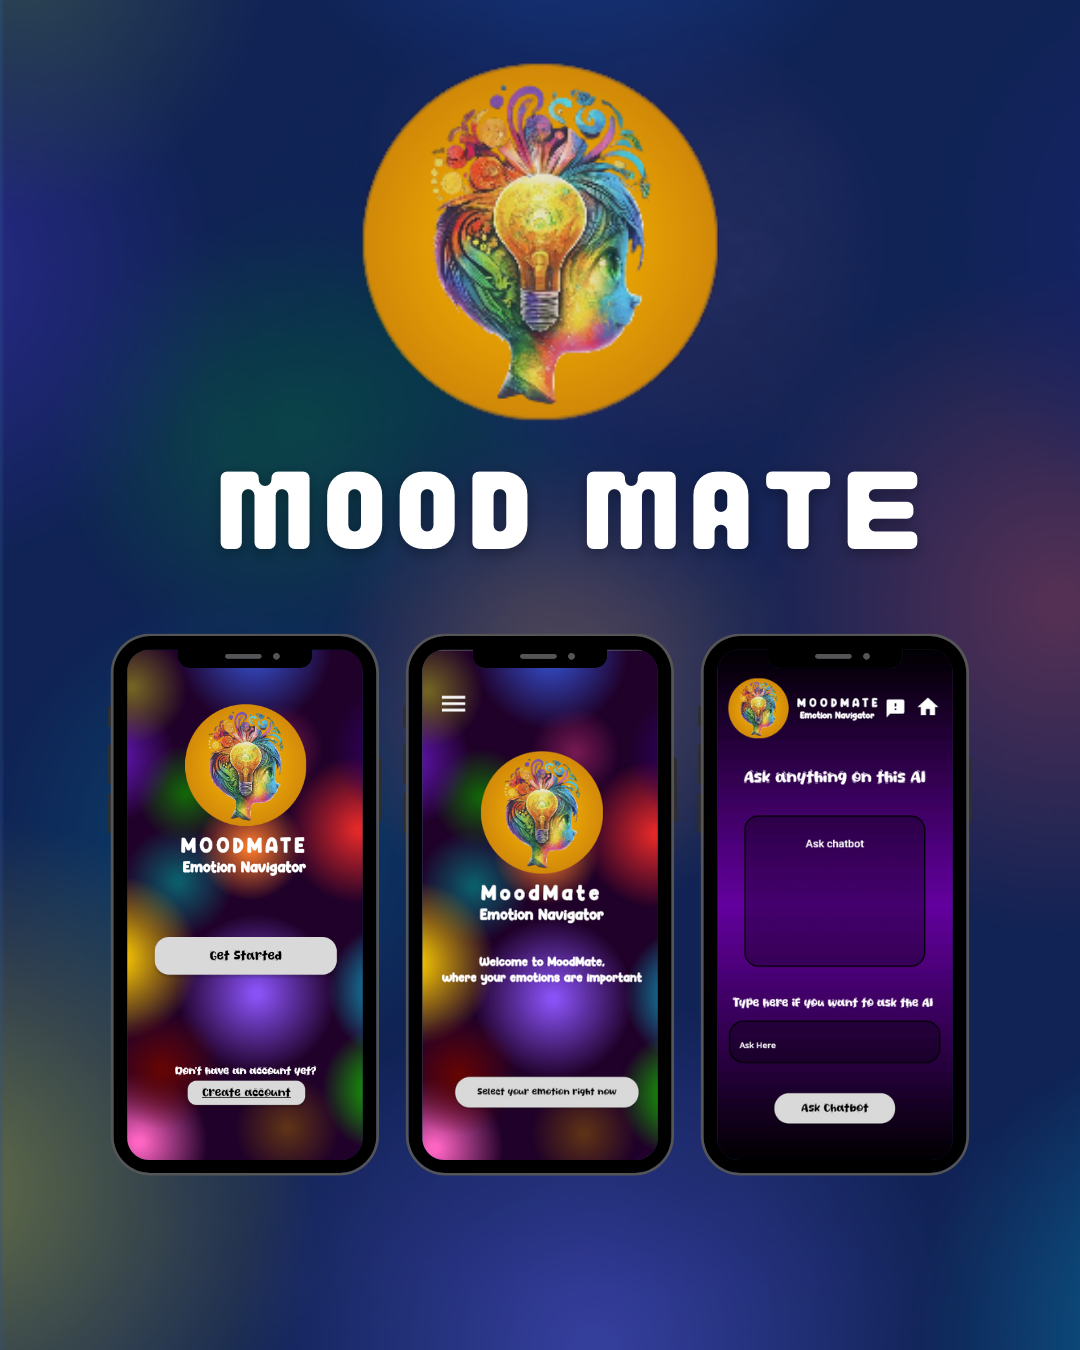 MOOD MATE
MOODMATE
Emotion Navigator
Get Started
Don't have an account yet?
Create account
MoodMate
Emotion Navigator
Welcome to MoodMate,
where your emotions are important
Select your emotion right now
MOODMATE
Emotion Navigator
Ask anything on this AI
Ask chatbot
Type here if you want to ask the AI
Ask Here
Ask Chatbot